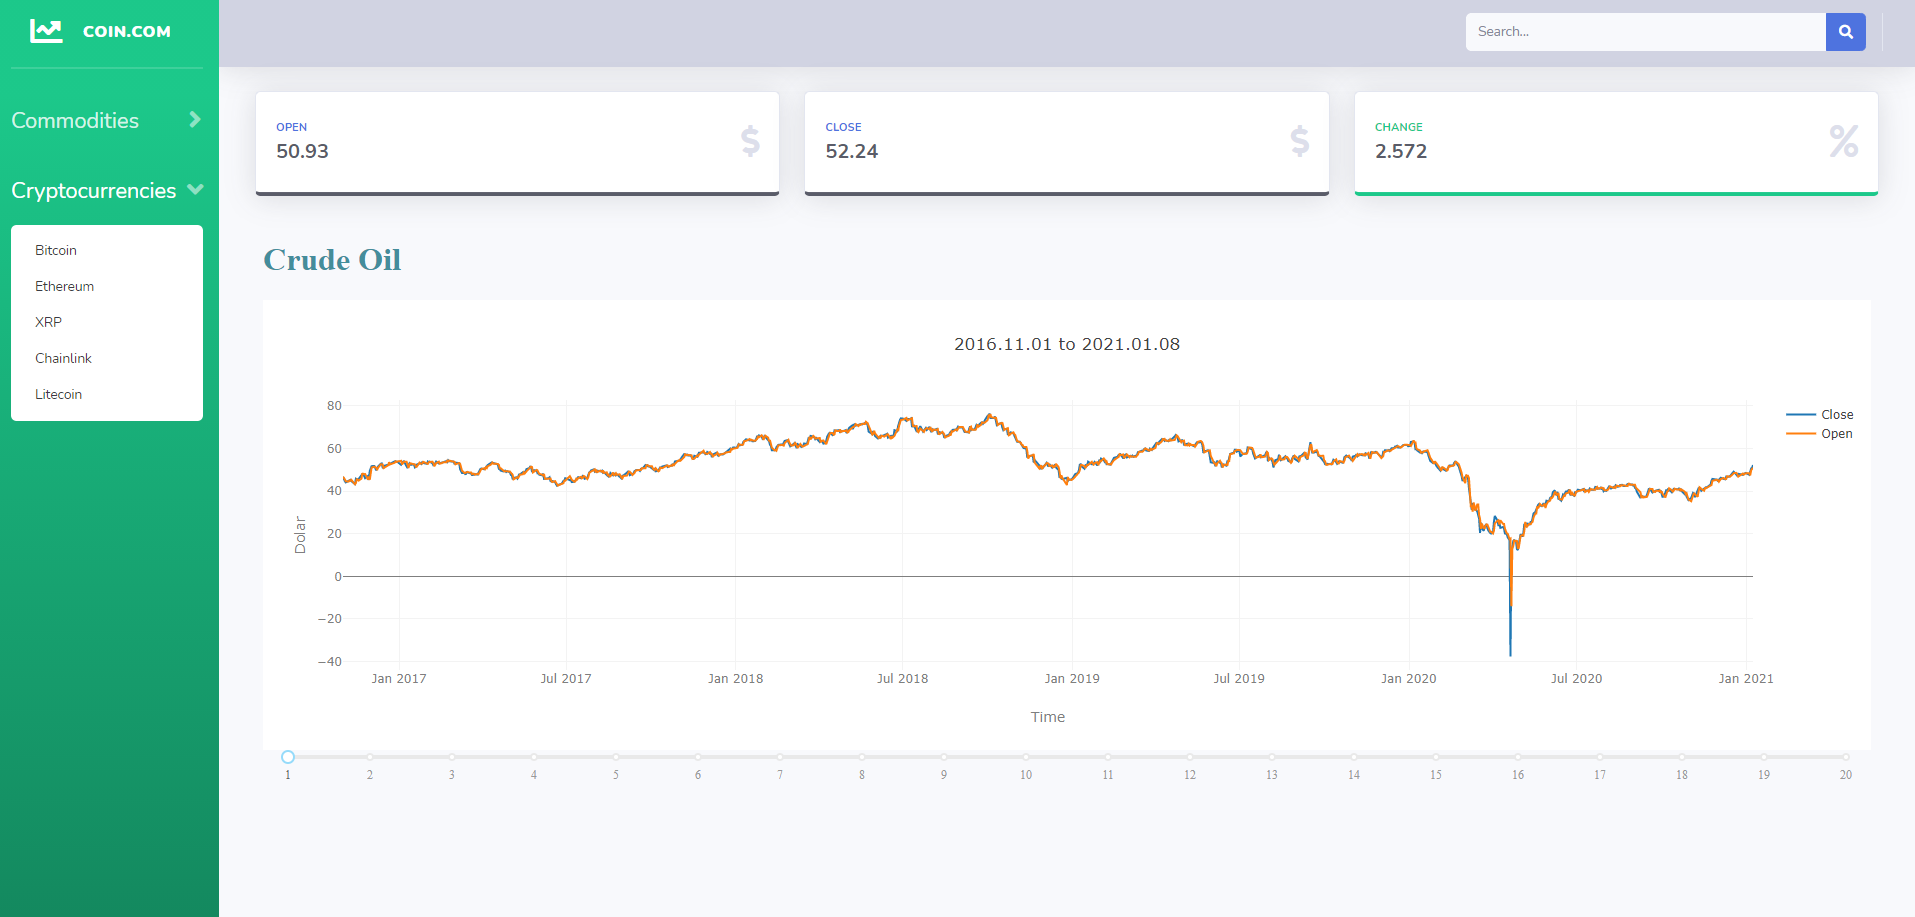 COIN.COM
Search...
Commodities
Cryptocurrencies
Bitcoin
Ethereum
XRP
Chainlink
Litecoin
OPEN
50.93
$
CLOSE
52.24
$
CHANGE
2.572
%
Crude Oil
2016.11.01 to 2021.01.08
80
60
40
20
0
−20
−40
Dolar
Close
Open
Jan 2017 Jul 2017 Jan 2018 Jul 2018 Jan 2019 Jul 2019 Jan 2020 Jul 2020 Jan 2021
Time
1 2 3 4 5 6 7 8 9 10 11 12 13 14 15 16 17 18 19 20